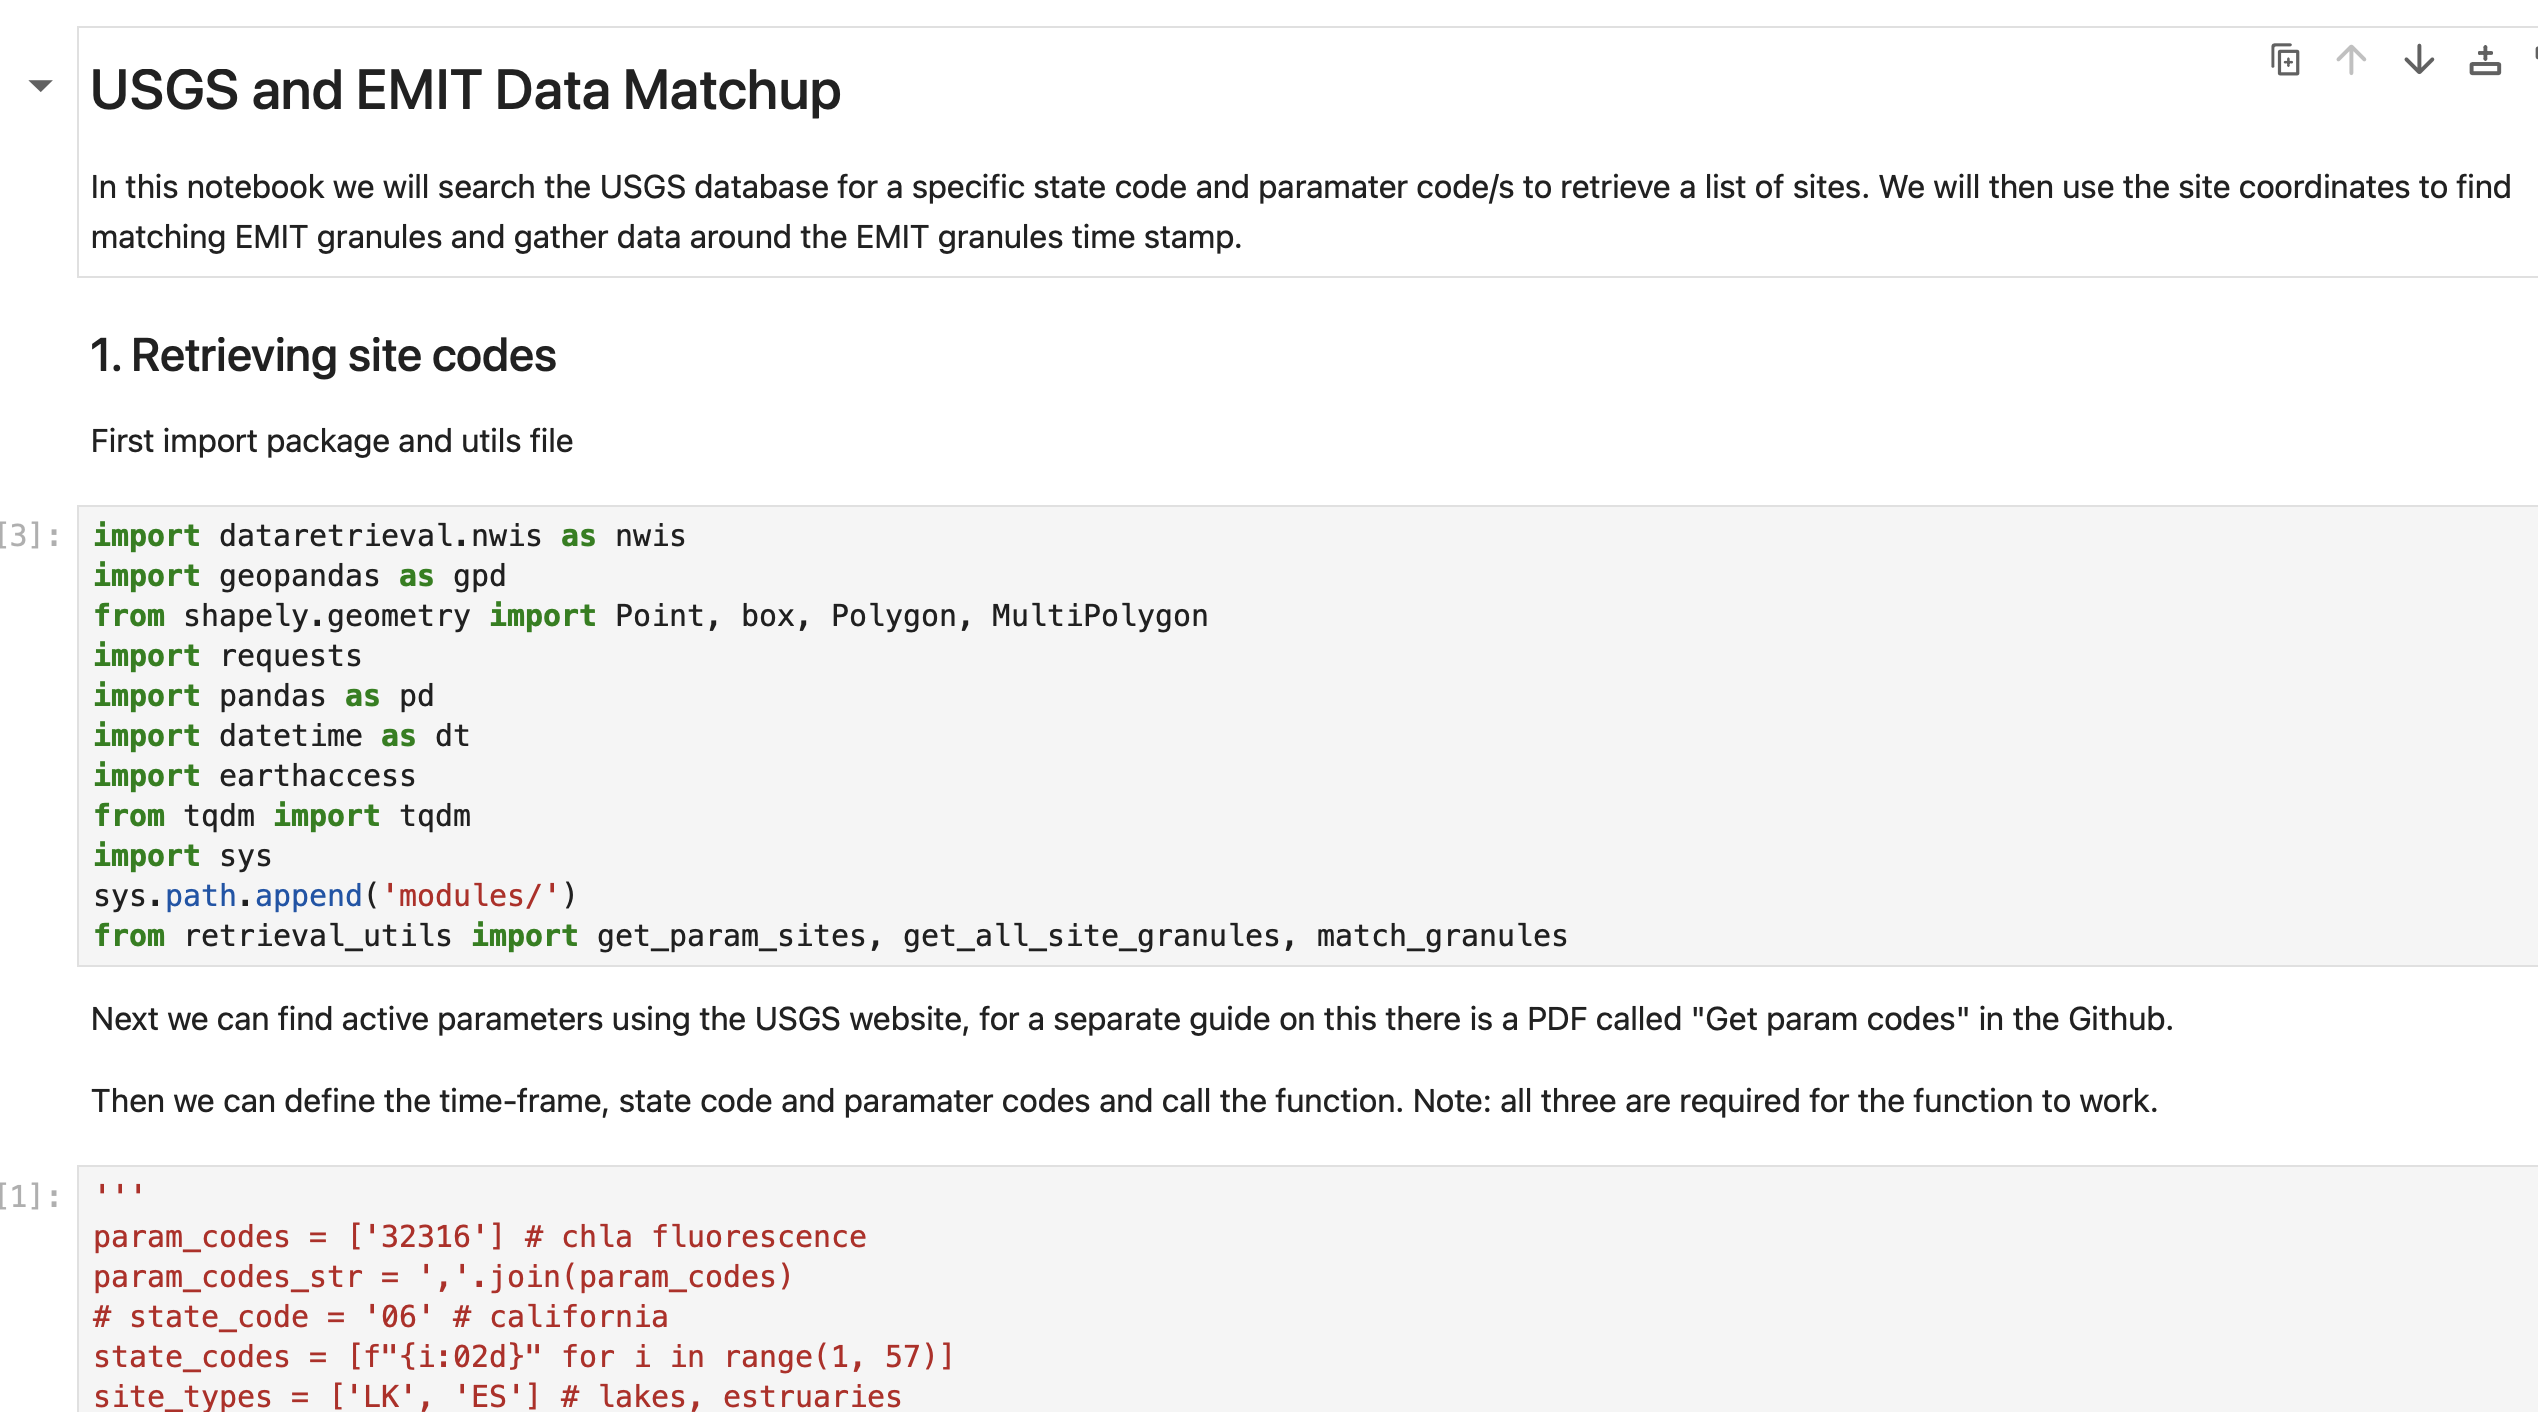 USGS and EMIT Data Matchup
In this notebook we will search the USGS database for a specific state code and paramater code/s to retrieve a list of sites. We will then use the site coordinates to find
matching EMIT granules and gather data around the EMIT granules time stamp.
1. Retrieving site codes
First import package and utils file
[3]:
import dataretrieval.nwis as nwis
import geopandas as gpd
from shapely.geometry import Point, box, Polygon, MultiPolygon
import requests
import pandas as pd
import datetime as dt
import earthaccess
from tqdm import tqdm
import sys
sys.path.append('modules/')
from retrieval_utils import get_param_sites, get_all_site_granules, match_granules
Next we can find active parameters using the USGS website, for a separate guide on this there is a PDF called "Get param codes" in the Github.
Then we can define the time-frame, state code and paramater codes and call the function. Note: all three are required for the function to work.
[1]:
'''
param_codes = ['32316'] # chla fluorescence
param_codes_str = ','.join(param_codes)
# state_code = '06' # california
state_codes = [f"{i:02d}" for i in range(1, 57)]
site_types = ['LK', 'ES'] # lakes, estruaries